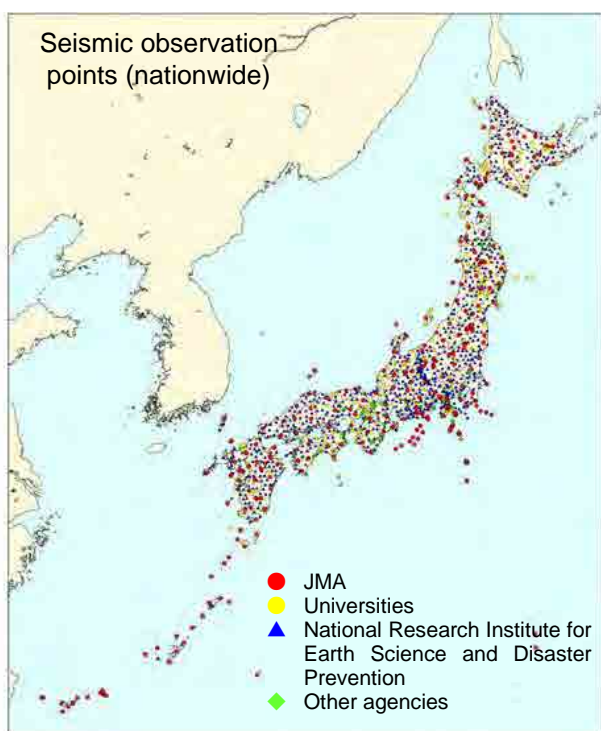 Seismic observation
points (nationwide)
JMA
Universities
National Research Institute for
Earth Science and Disaster
Prevention
Other agencies